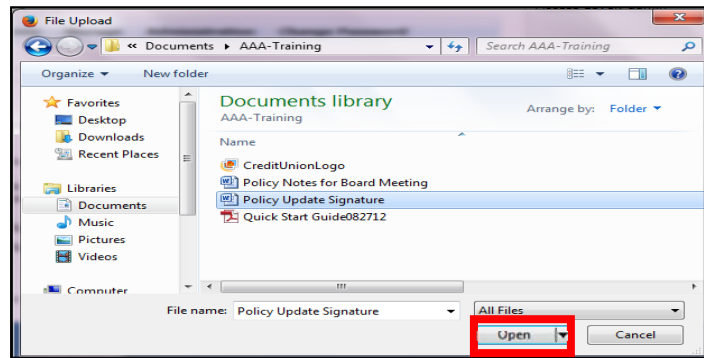 File Upload
« Documents ▸ AAA-Training
Search AAA-Training
Organize
New folder
Favorites
Desktop
Downloads
Recent Places
Libraries
Documents
Music
Pictures
Videos
Computer
Documents library
AAA-Training
Arrange by: Folder
Name
CreditUnionLogo
Policy Notes for Board Meeting
Policy Update Signature
Quick Start Guide082712
File name: Policy Update Signature
All Files
Open
Cancel